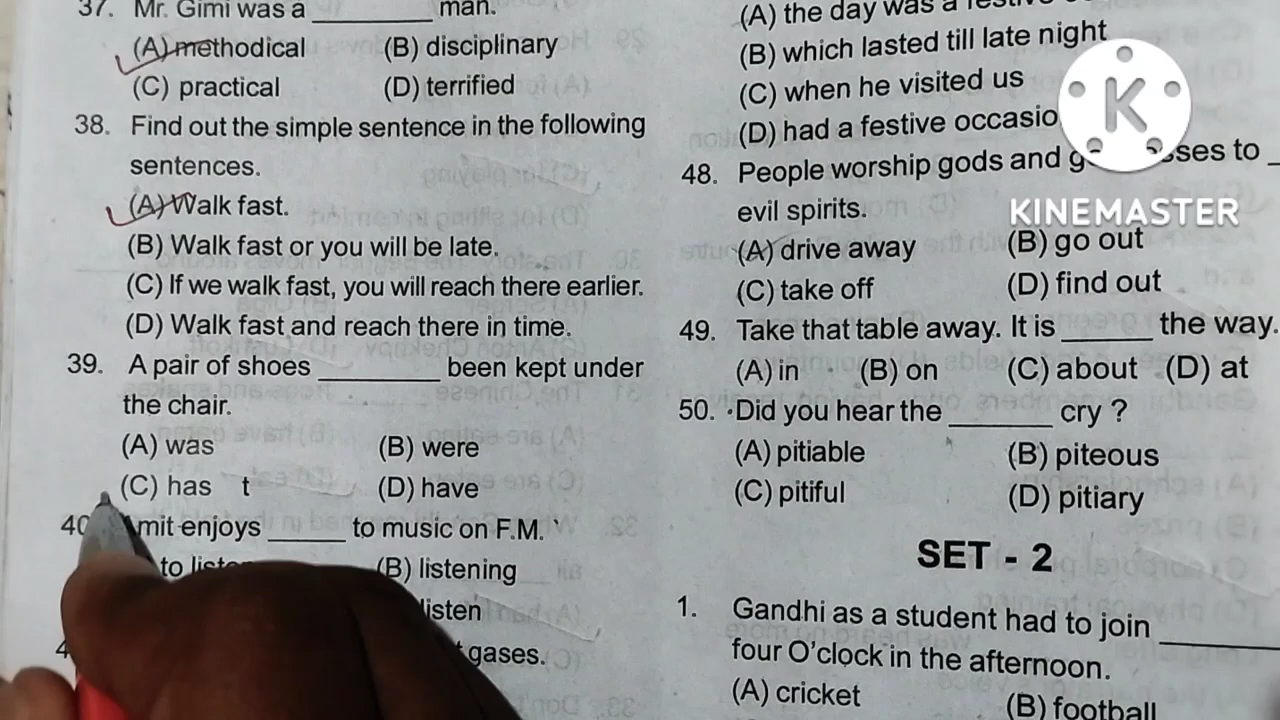 37. Mr. Gimi was a ________ man.
(A) methodical (B) disciplinary
(C) practical (D) terrified
38. Find out the simple sentence in the following
sentences.
(A) Walk fast.
(B) Walk fast or you will be late.
(C) If we walk fast, you will reach there earlier.
(D) Walk fast and reach there in time.
39. A pair of shoes ________ been kept under
the chair.
(A) was (B) were
(C) has t (D) have
40. Amit enjoys _____ to music on F.M.
to listen (B) listening
listen
gases.
(A) the day was a
(B) which lasted till late night
(C) when he visited us
(D) had a festive occasio
48. People worship gods and g sses to _
evil spirits.
(A) drive away (B) go out
(C) take off (D) find out
49. Take that table away. It is ______ the way.
(A) in (B) on (C) about (D) at
50. Did you hear the _______ cry ?
(A) pitiable (B) piteous
(C) pitiful (D) pitiary
SET - 2
1. Gandhi as a student had to join ________
four O'clock in the afternoon.
(A) cricket (B) football
K
KINEMASTER